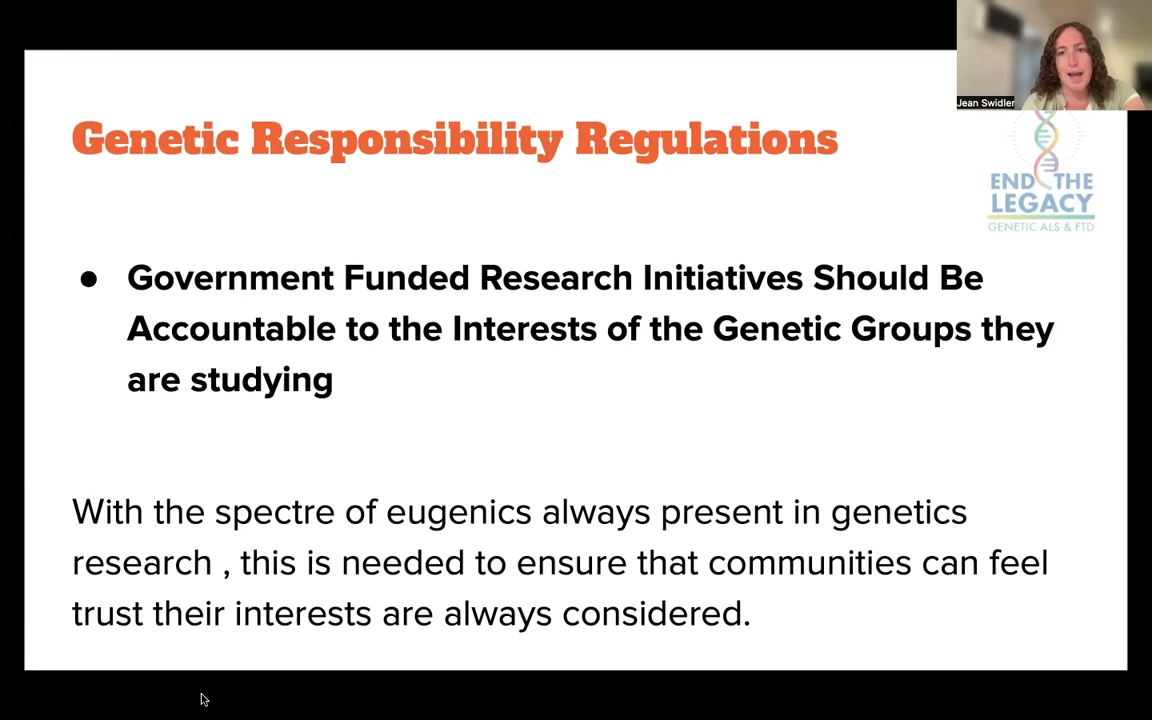 Jean Swidler
Genetic Responsibility Regulations
END THE
LEGACY
GENETIC ALS & FTD
● Government Funded Research Initiatives Should Be
Accountable to the Interests of the Genetic Groups they
are studying
With the spectre of eugenics always present in genetics
research , this is needed to ensure that communities can feel
trust their interests are always considered.